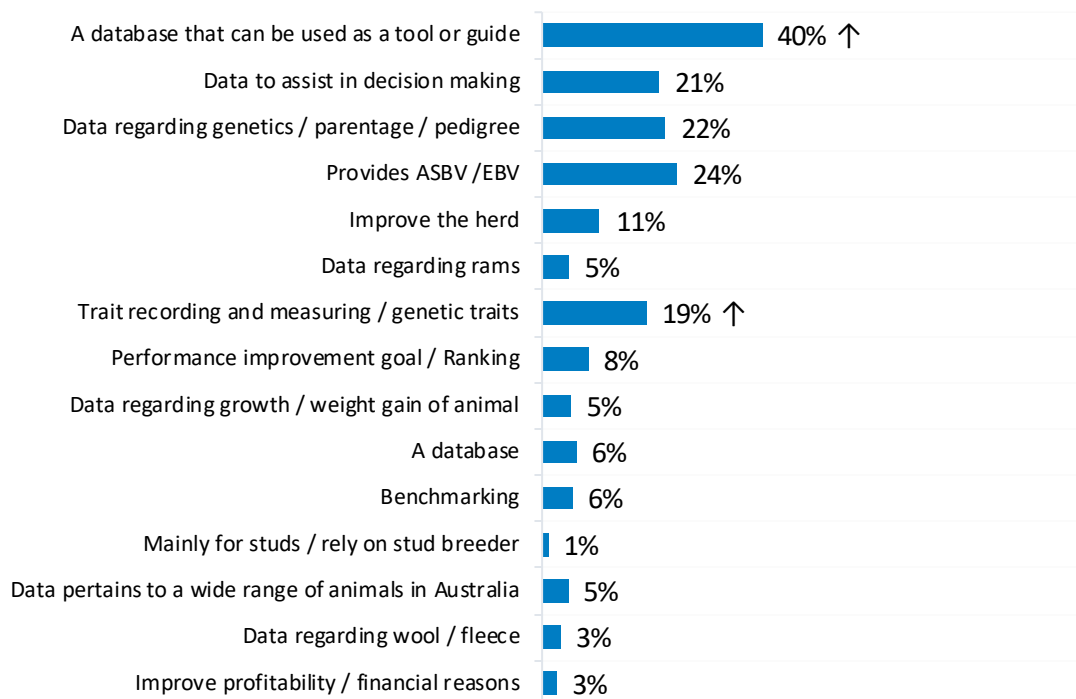 A database that can be used as a tool or guide 40% ↑
Data to assist in decision making 21%
Data regarding genetics / parentage / pedigree 22%
Provides ASBV /EBV 24%
Improve the herd 11%
Data regarding rams 5%
Trait recording and measuring / genetic traits 19% ↑
Performance improvement goal / Ranking 8%
Data regarding growth / weight gain of animal 5%
A database 6%
Benchmarking 6%
Mainly for studs / rely on stud breeder 1%
Data pertains to a wide range of animals in Australia 5%
Data regarding wool / fleece 3%
Improve profitability / financial reasons 3%